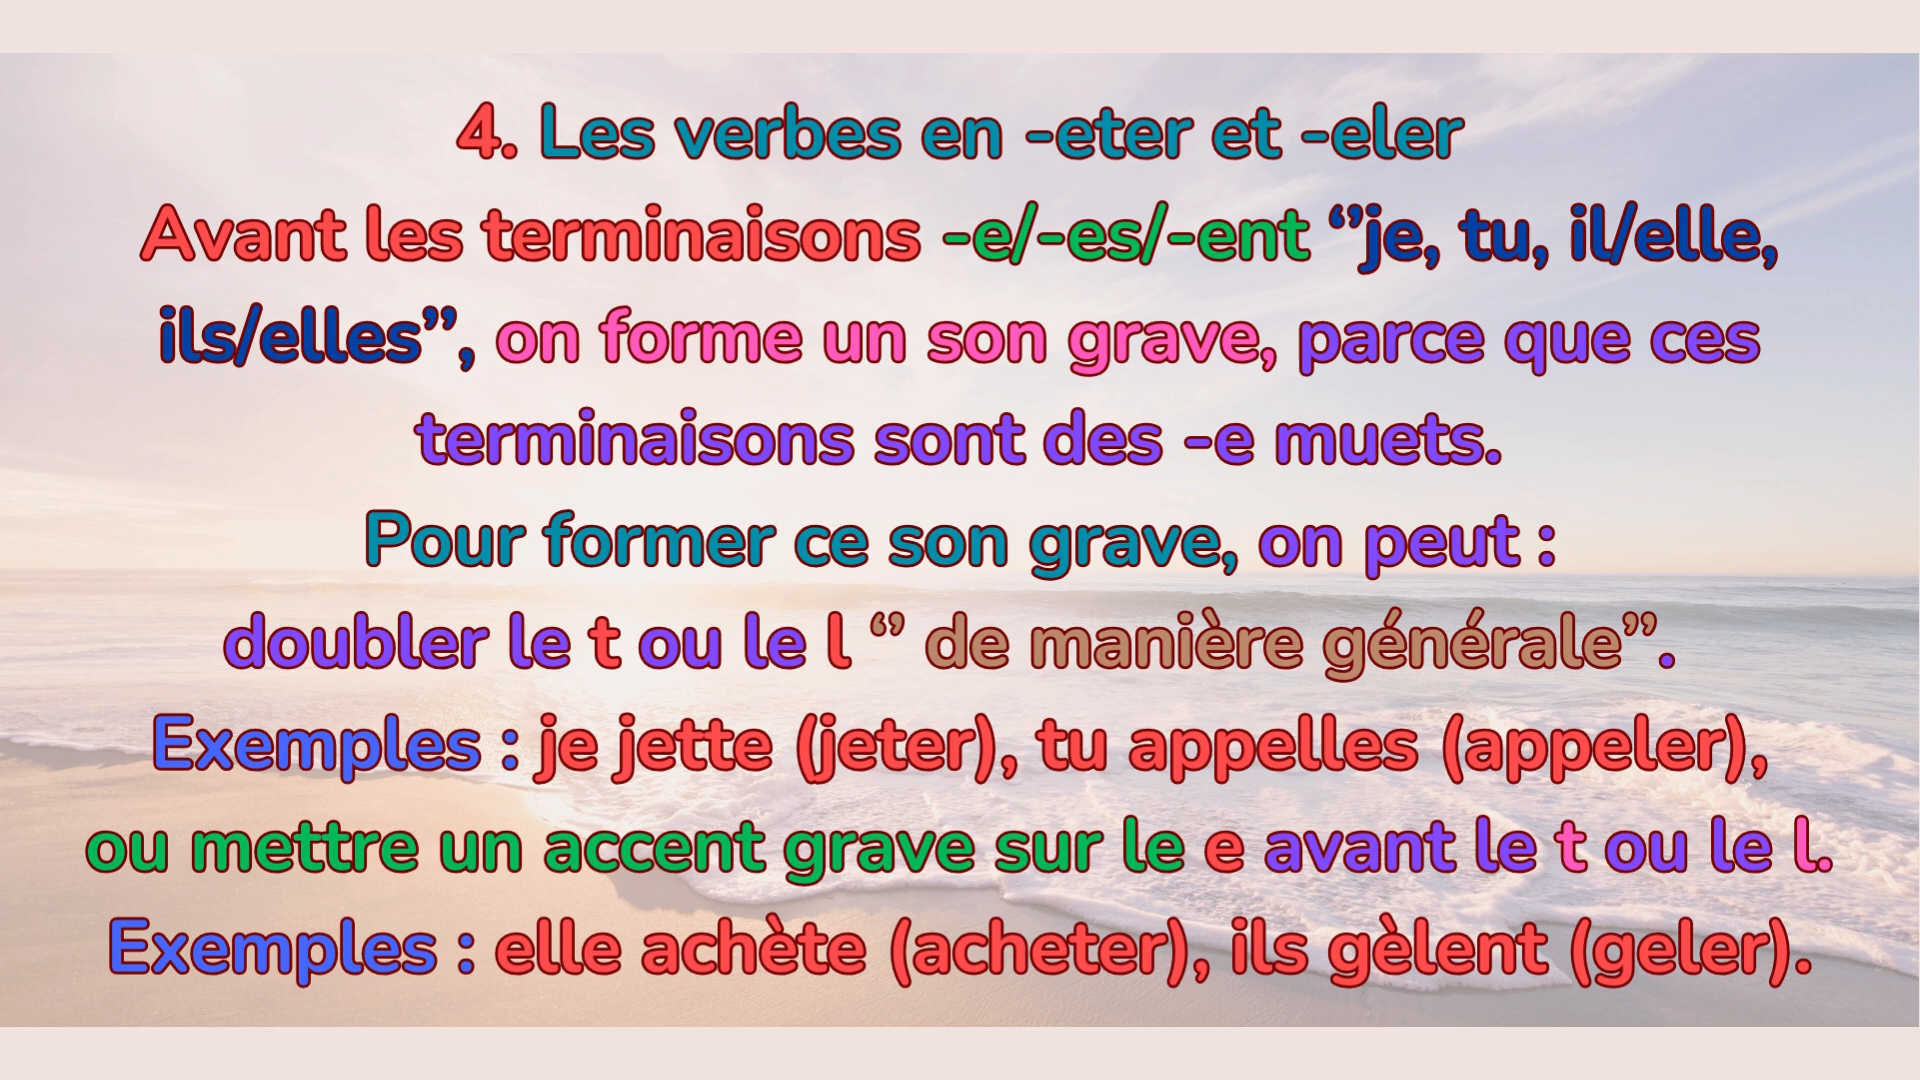 4. Les verbes en -eter et -eler
Avant les terminaisons -e/-es/-ent ‘’je, tu, il/elle,
ils/elles’’, on forme un son grave, parce que ces
terminaisons sont des -e muets.
Pour former ce son grave, on peut :
doubler le t ou le l ‘’ de manière générale’’.
Exemples : je jette (jeter), tu appelles (appeler),
ou mettre un accent grave sur le e avant le t ou le l.
Exemples : elle achète (acheter), ils gèlent (geler).